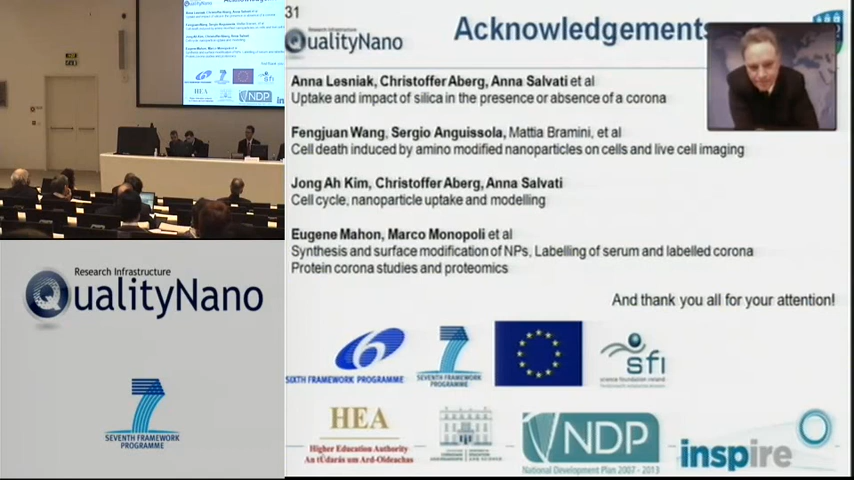 31
Acknowledgements
Research Infrastructure
QualityNano
Anna Lesniak, Christoffer Aberg, Anna Salvati et al
Uptake and impact of silica in the presence or absence of a corona
Fengjuan Wang, Sergio Anguissola, Mattia Bramini, et al
Cell death induced by amino modified nanoparticles on cells and live cell imaging
Jong Ah Kim, Christoffer Aberg, Anna Salvati
Cell cycle, nanoparticle uptake and modelling
Eugene Mahon, Marco Monopoli et al
Synthesis and surface modification of NPs, Labelling of serum and labelled corona
Protein corona studies and proteomics
And thank you all for your attention!
SIXTH FRAMEWORK PROGRAMME
SEVENTH FRAMEWORK
PROGRAMME
sfi
science foundation ireland
HEA
Higher Education Authority
An tÚdarás um Ard-Oideachas
NDP
National Development Plan 2007 - 2013
inspire
Research Infrastructure
QualityNano
SEVENTH FRAMEWORK
PROGRAMME
HEA
NDP